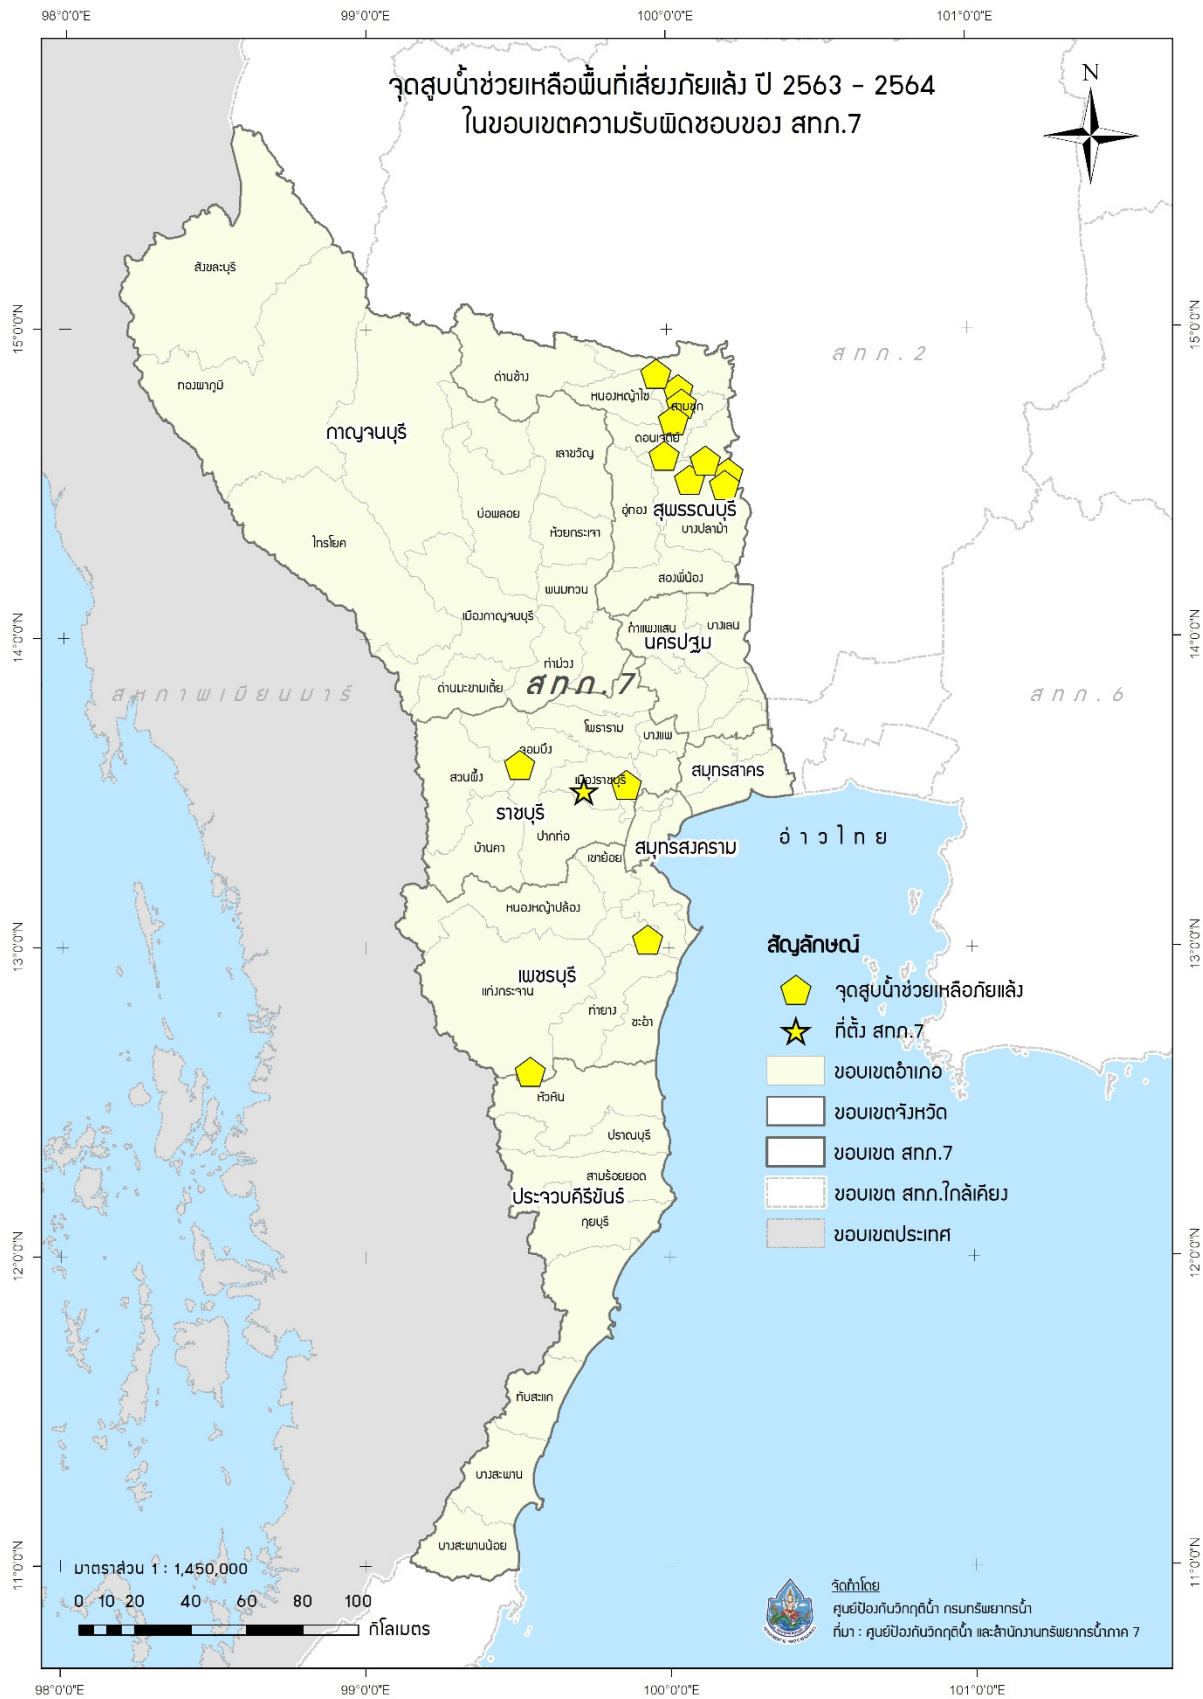 98°0'0"E 99°0'0"E 100°0'0"E 101°0'0"E
จุดสูบน้ำช่วยเหลือพื้นที่เสี่ยงภัยแล้ง ปี 2563 - 2564
ในขอบเขตความรับผิดชอบของ สทภ.7
N
สังขละบุรี
15°0'0"N 15°0'0"N
สทภ.2
ทองผาภูมิ
ด่านช้าง
หนองหญ้าไซ
สามชุก
กาญจนบุรี
ดอนเจดีย์
เลาขวัญ
บ่อพลอย
อู่ทอง
สุพรรณบุรี
บางปลาม้า
ห้วยกระเจา
ไทรโยค
สองพี่น้อง
พนมทวน
เมืองกาญจนบุรี
กำแพงแสน
บางเลน
14°0'0"N 14°0'0"N
นครปฐม
ท่าม่วง
ด่านมะขามเตี้ย
สทภ.7
สหภาพเมียนมาร์
สทภ.6
โพธาราม
บางแพ
จอมบึง
สวนผึ้ง
เมืองราชบุรี
สมุทรสาคร
ราชบุรี
ปากท่อ
บ้านคา
สมุทรสงคราม
อ่าวไทย
เขาย้อย
หนองหญ้าปล้อง
13°0'0"N 13°0'0"N
เพชรบุรี
แก่งกระจาน
ท่ายาง
ชะอำ
สัญลักษณ์
จุดสูบน้ำช่วยเหลือภัยแล้ง
ที่ตั้ง สทภ.7
ขอบเขตอำเภอ
ขอบเขตจังหวัด
ขอบเขต สทภ.7
ขอบเขต สทภ.ใกล้เคียง
ขอบเขตประเทศ
หัวหิน
ปราณบุรี
สามร้อยยอด
ประจวบคีรีขันธ์
กุยบุรี
12°0'0"N 12°0'0"N
ทับสะแก
บางสะพาน
บางสะพานน้อย
11°0'0"N 11°0'0"N
มาตราส่วน 1 : 1,450,000
0 10 20 40 60 80 100
กิโลเมตร
จัดทำโดย
ศูนย์ป้องกันวิกฤติน้ำ กรมทรัพยากรน้ำ
ที่มา : ศูนย์ป้องกันวิกฤติน้ำ และสำนักงานทรัพยากรน้ำภาค 7
98°0'0"E 99°0'0"E 100°0'0"E 101°0'0"E